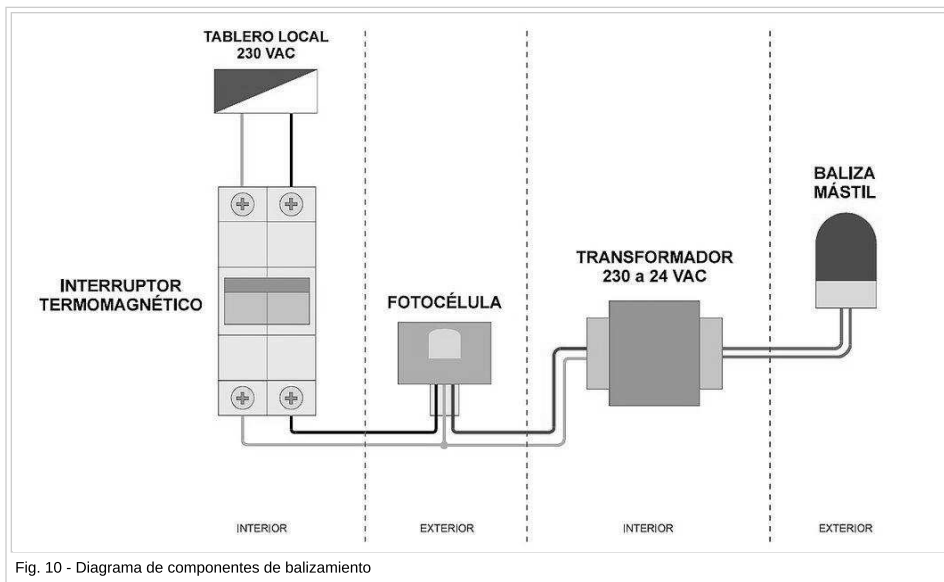 TABLERO LOCAL
230 VAC
BALIZA
MÁSTIL
TRANSFORMADOR
230 a 24 VAC
INTERRUPTOR
TERMOMAGNÉTICO
FOTOCÉLULA
INTERIOR
EXTERIOR
INTERIOR
EXTERIOR
Fig. 10 - Diagrama de componentes de balizamiento